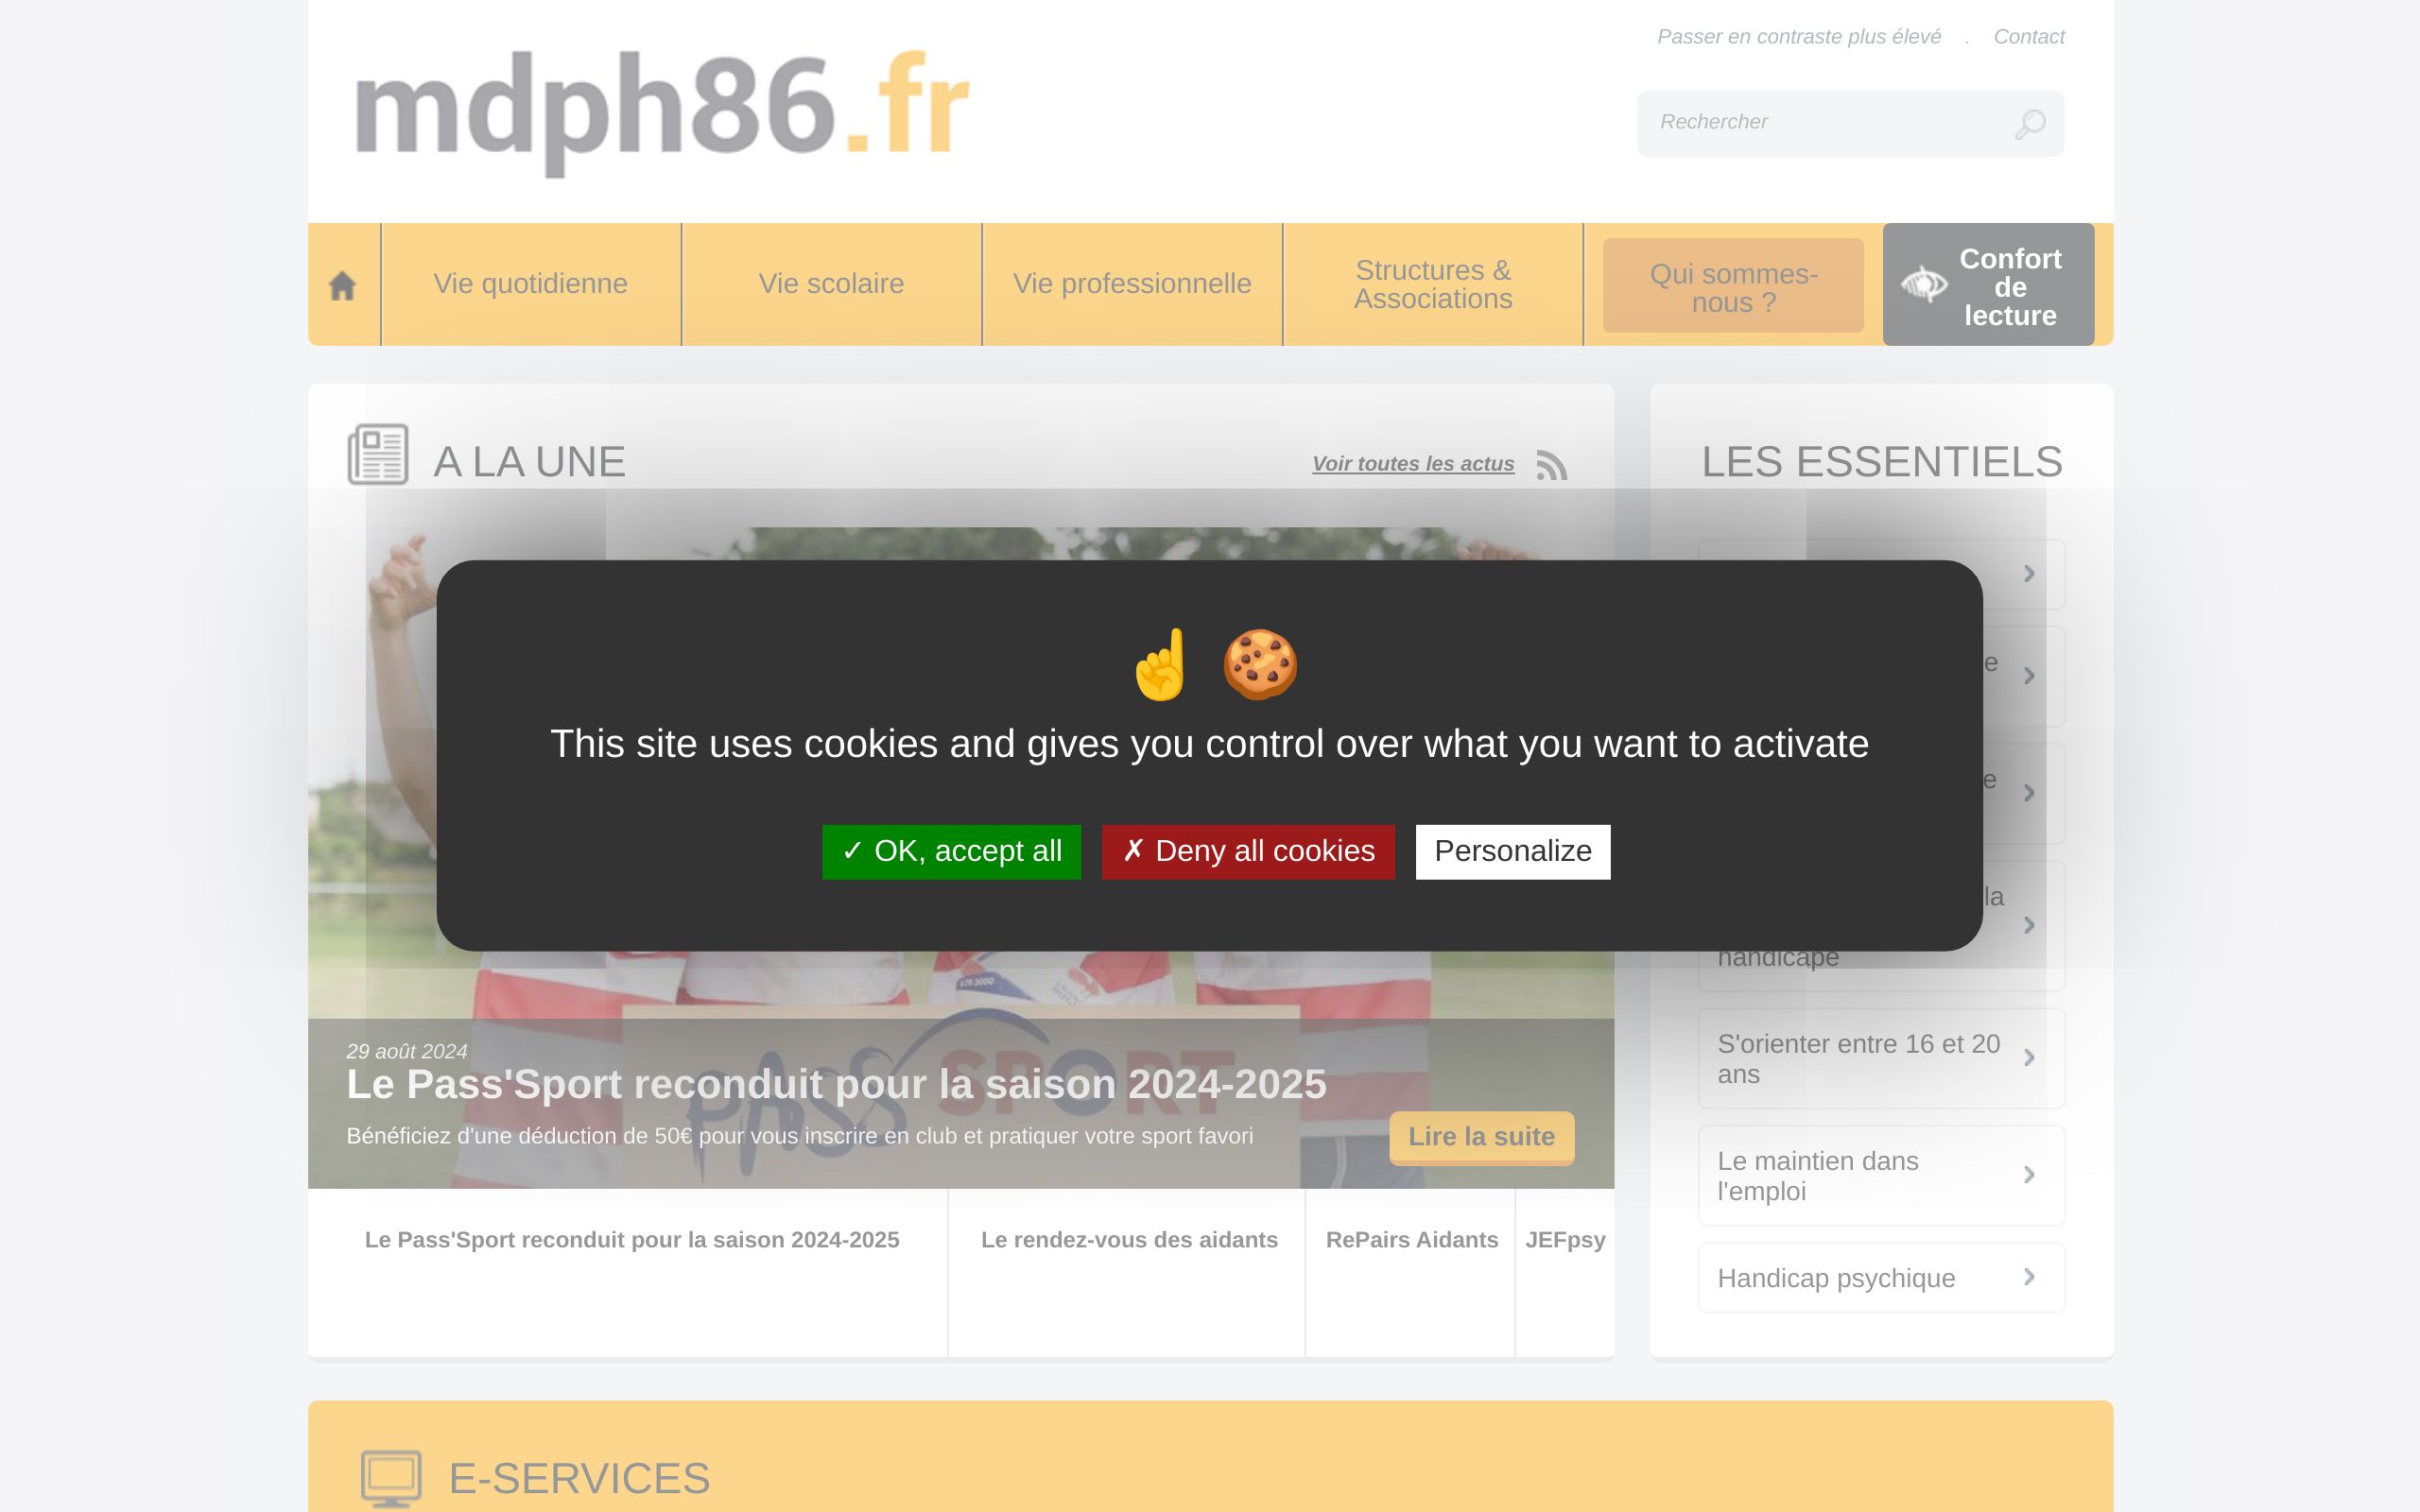 mdph86.fr
Passer en contraste plus élevé . Contact
Rechercher
Vie quotidienne
Vie scolaire
Vie professionnelle
Structures &
Associations
Qui sommes-
nous ?
Confort
de
lecture
A LA UNE
Voir toutes les actus
☝️ 🍪
This site uses cookies and gives you control over what you want to activate
✓ OK, accept all
✗ Deny all cookies
Personalize
29 août 2024
Le Pass'Sport reconduit pour la saison 2024-2025
Bénéficiez d'une déduction de 50€ pour vous inscrire en club et pratiquer votre sport favori
Lire la suite
PASS SPORT
Le Pass'Sport reconduit pour la saison 2024-2025
Le rendez-vous des aidants
RePairs Aidants
JEFpsy
LES ESSENTIELS
la
handicapé
S'orienter entre 16 et 20
ans
Le maintien dans
l'emploi
Handicap psychique
E-SERVICES